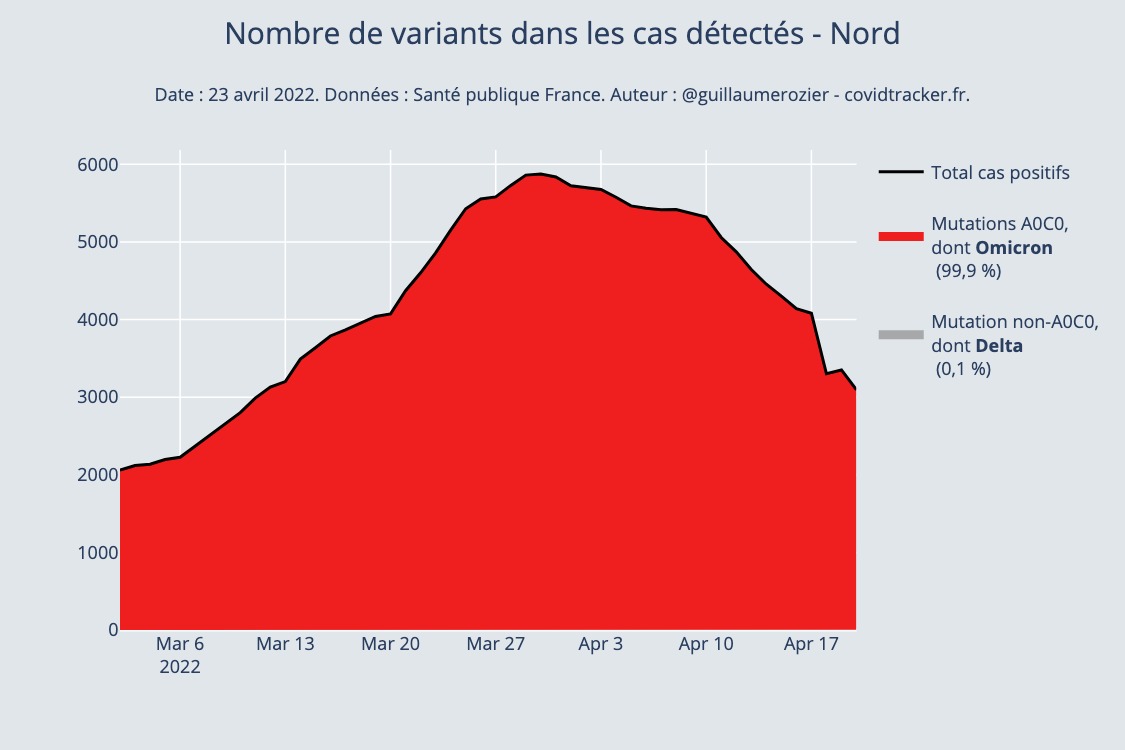 Nombre de variants dans les cas détectés - Nord
Date : 23 avril 2022. Données : Santé publique France. Auteur : @guillaumerozier - covidtracker.fr.
6000
5000
4000
3000
2000
1000
0
Mar 6
2022
Mar 13
Mar 20
Mar 27
Apr 3
Apr 10
Apr 17
Total cas positifs
Mutations A0C0,
dont Omicron
(99,9 %)
Mutation non-A0C0,
dont Delta
(0,1 %)